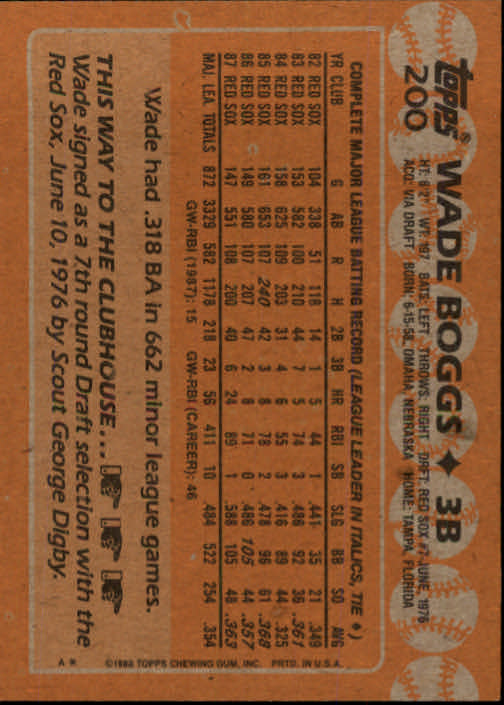 topps®
200
WADE BOGGS ♦ 3B
HT: 6'2" WT: 187 BATS: LEFT THROWS: RIGHT DRFT: RED SOX #7-JUNE, 1976
ACQ: VIA DRAFT BORN: 6-15-58, OMAHA, NEBRASKA HOME: TAMPA, FLORIDA
COMPLETE MAJOR LEAGUE BATTING RECORD (LEAGUE LEADER IN ITALICS, TIE ♦)
YR CLUB G AB R H 2B 3B HR RBI SB SLG BB SO AVG
82 RED SOX 104 338 51 118 14 1 5 44 1 .441 35 21 .349
83 RED SOX 153 582 100 210 44 7 5 74 3 .486 92 36 .361
84 RED SOX 158 625 109 203 31 4 6 55 3 .416 89 44 .325
85 RED SOX 161 653 107 240 42 3 8 78 2 .478 96 61 .368
86 RED SOX 149 580 107 207 47 2 8 71 0 .486 105 44 .357
87 RED SOX 147 551 108 200 40 6 24 89 1 .588 105 48 .363
MAJ. LEA. TOTALS 872 3329 582 1178 218 23 56 411 10 .484 522 254 .354
GW-RBI (1987): 15 GW-RBI (CAREER): 46
Wade had .318 BA in 662 minor league games.
THIS WAY TO THE CLUBHOUSE...
Wade signed as a 7th round Draft selection with the
Red Sox, June 10, 1976 by Scout George Digby.
©1988 TOPPS CHEWING GUM, INC. PRTD. IN U.S.A.
A *